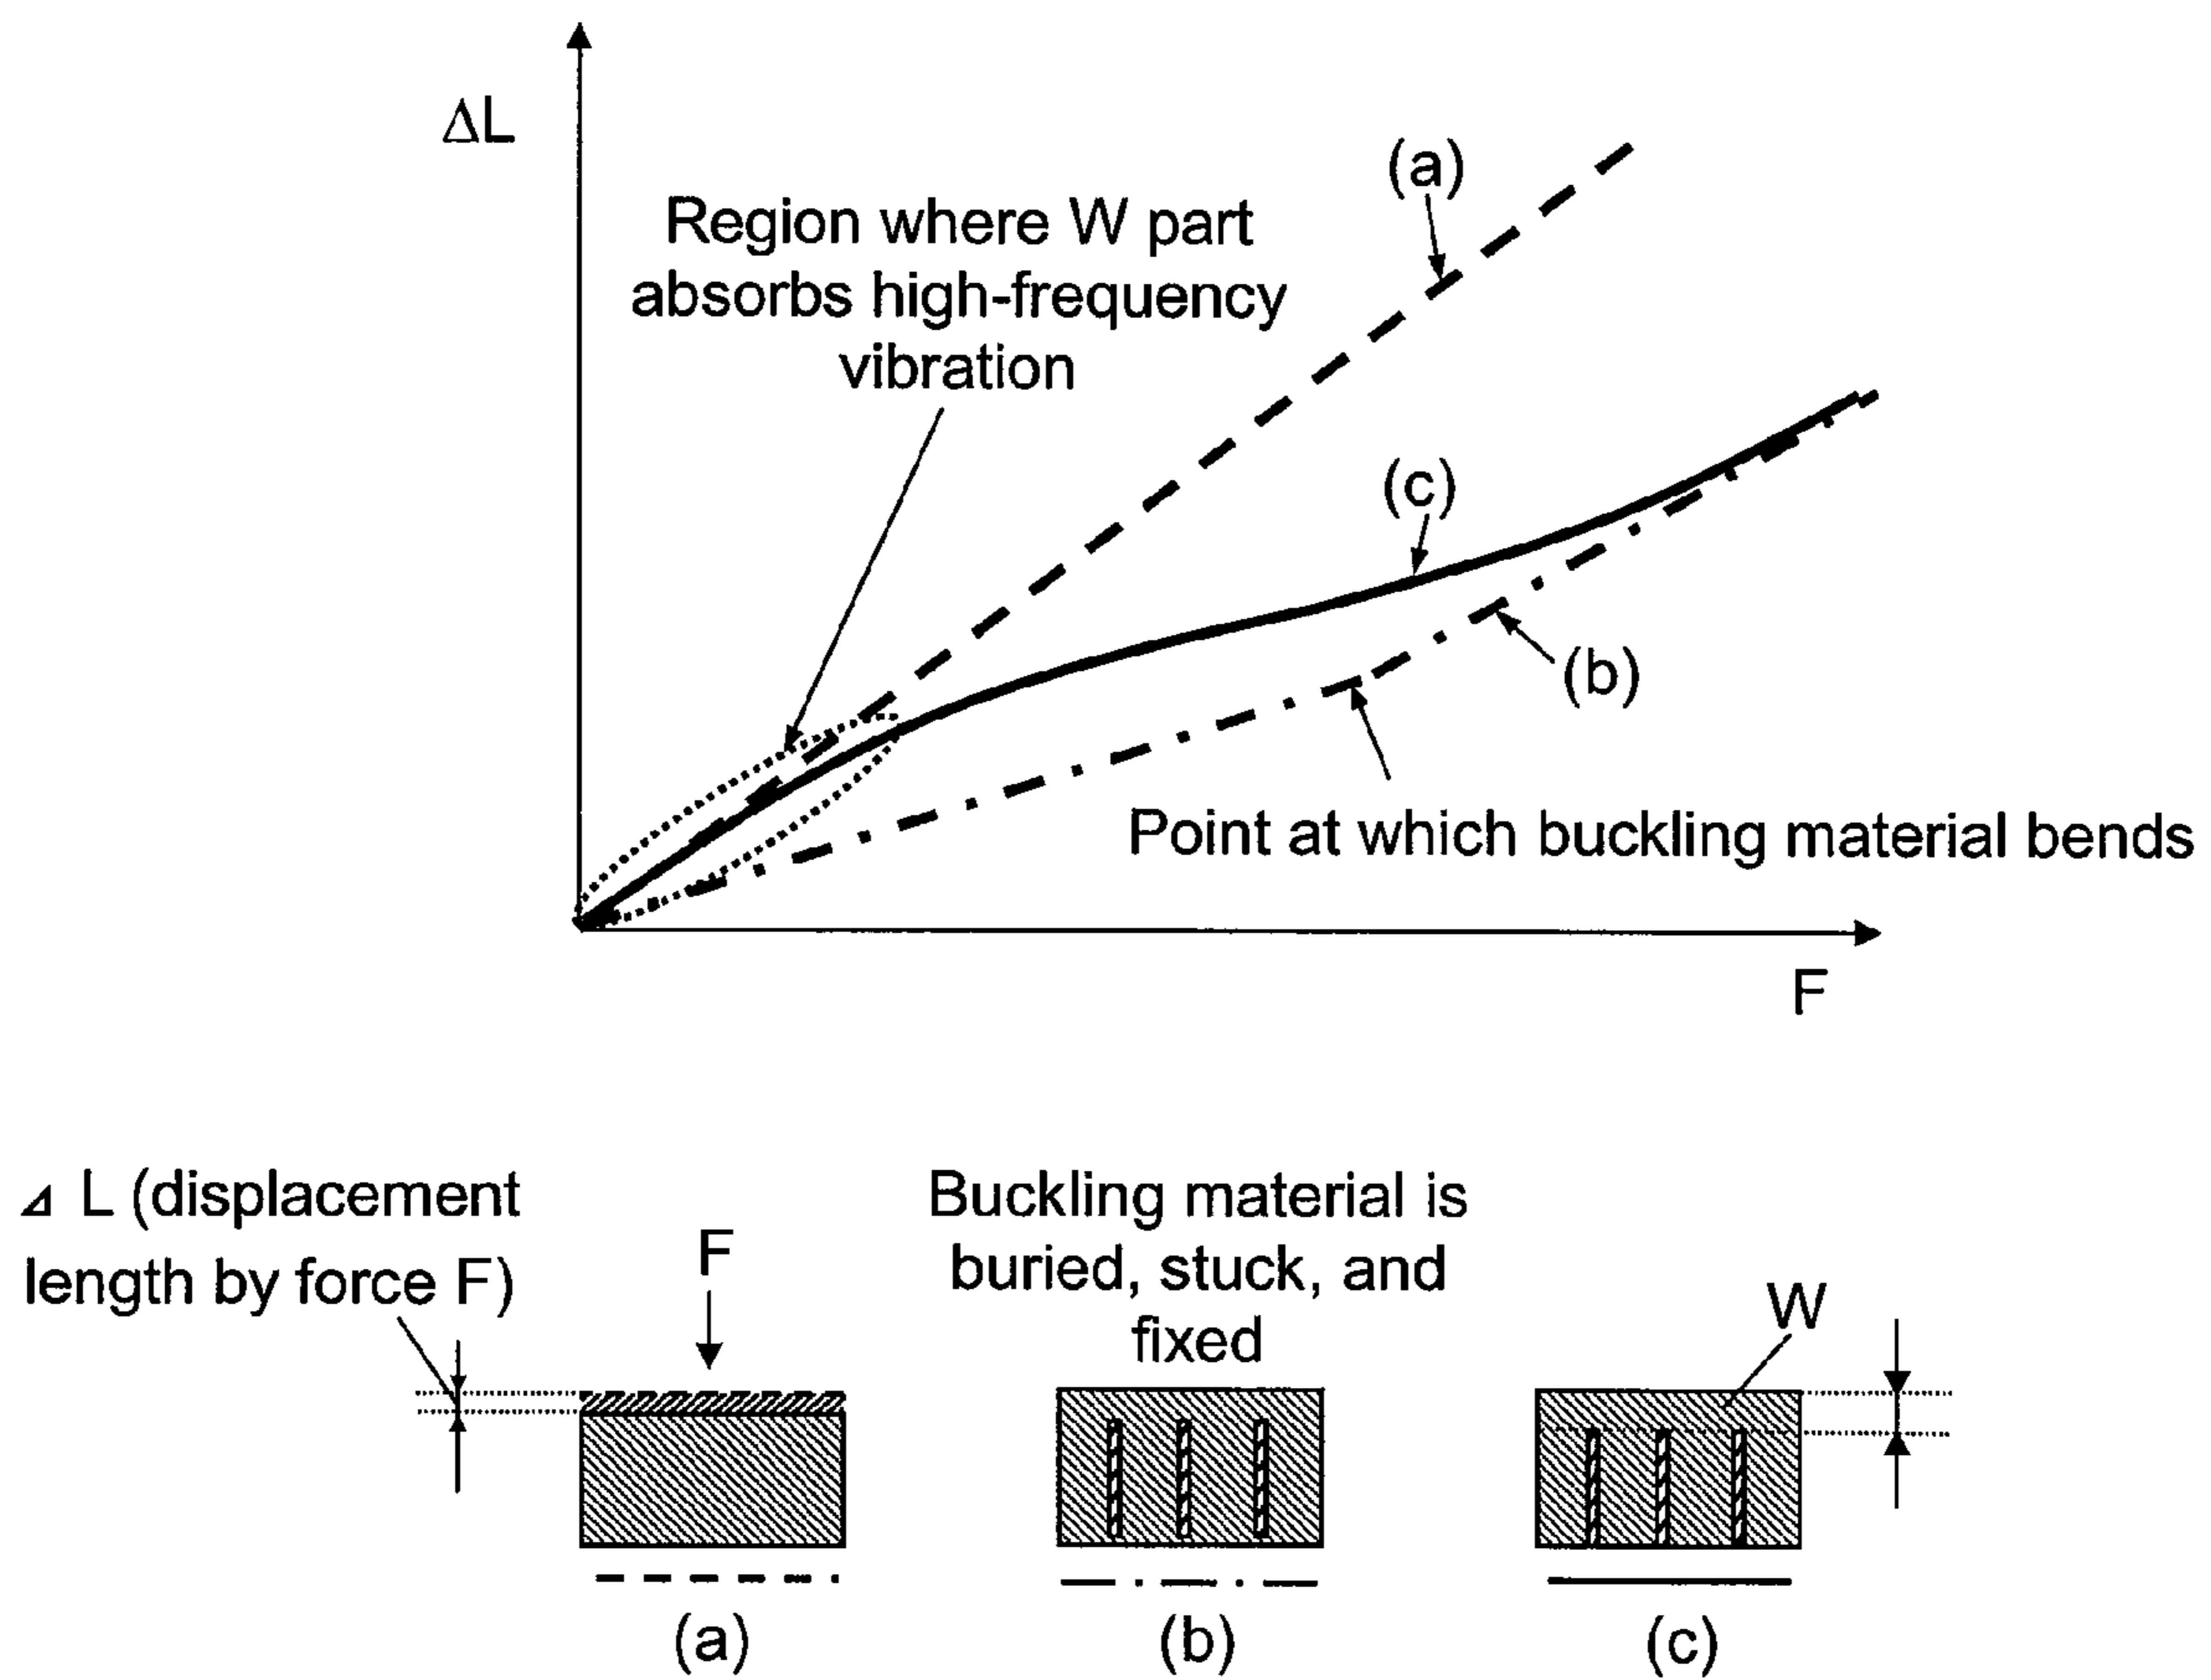 ΔL
(a)
Region where W part
absorbs high-frequency
vibration
(c)
(b)
Point at which buckling material bends
F
⊿ L (displacement
length by force F)
F
Buckling material is
buried, stuck, and
fixed
W
(a)
(b)
(c)